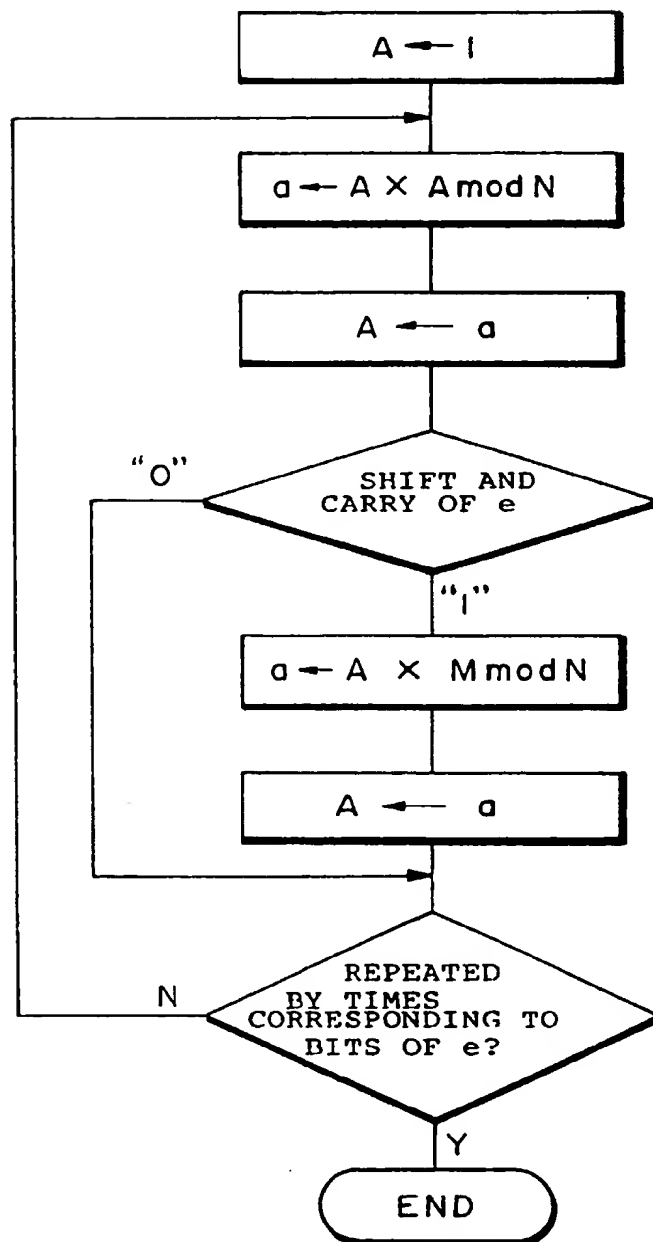 A ← 1
a ← A × A mod N
A ← a
"0"
SHIFT AND
CARRY OF e
"1"
a ← A × M mod N
A ← a
N
REPEATED
BY TIMES
CORRESPONDING TO
BITS OF e?
Y
END